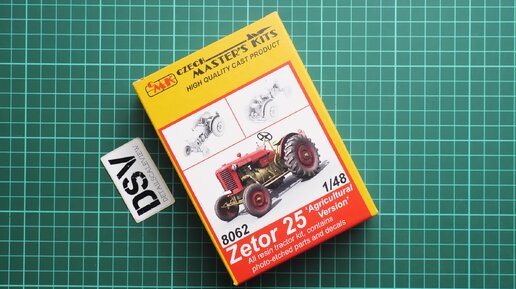 CMK
CZECH
MASTER'S KITS
HIGH QUALITY CAST PRODUCT
8062
1/48
Zetor 25
'Agricultural
Version'
All resin tractor kit, contains
photo-etched parts and decals
DSV